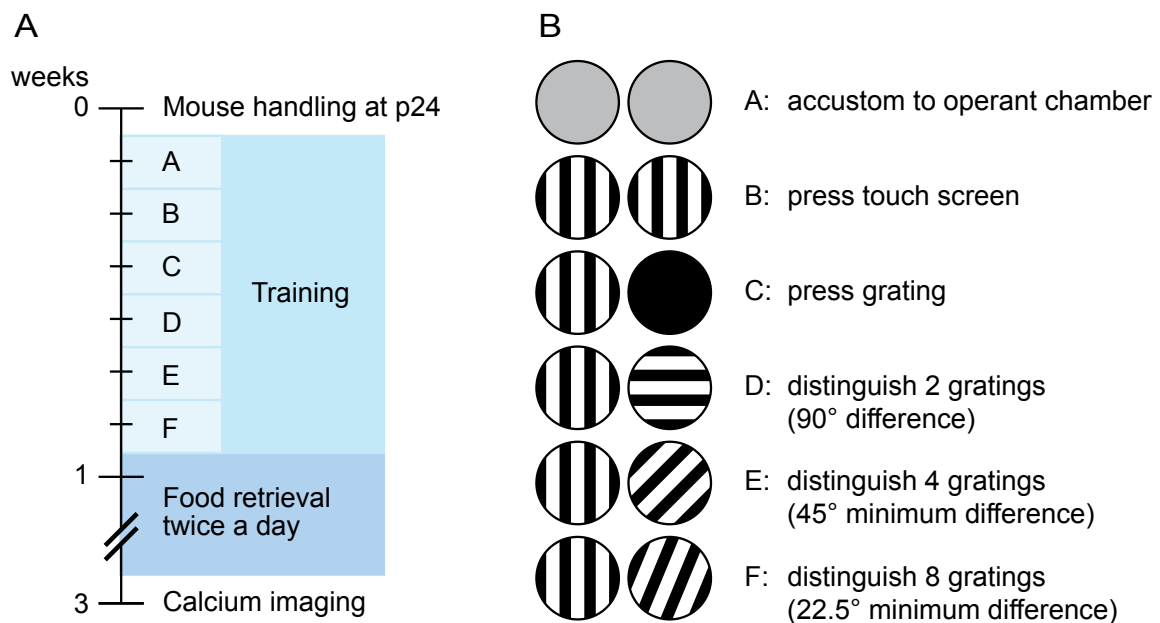 A
weeks
0
Mouse handling at p24
A
B
C
D
E
F
Training
1
Food retrieval
twice a day
3
Calcium imaging
B
A: accustom to operant chamber
B: press touch screen
C: press grating
D: distinguish 2 gratings
(90° difference)
E: distinguish 4 gratings
(45° minimum difference)
F: distinguish 8 gratings
(22.5° minimum difference)